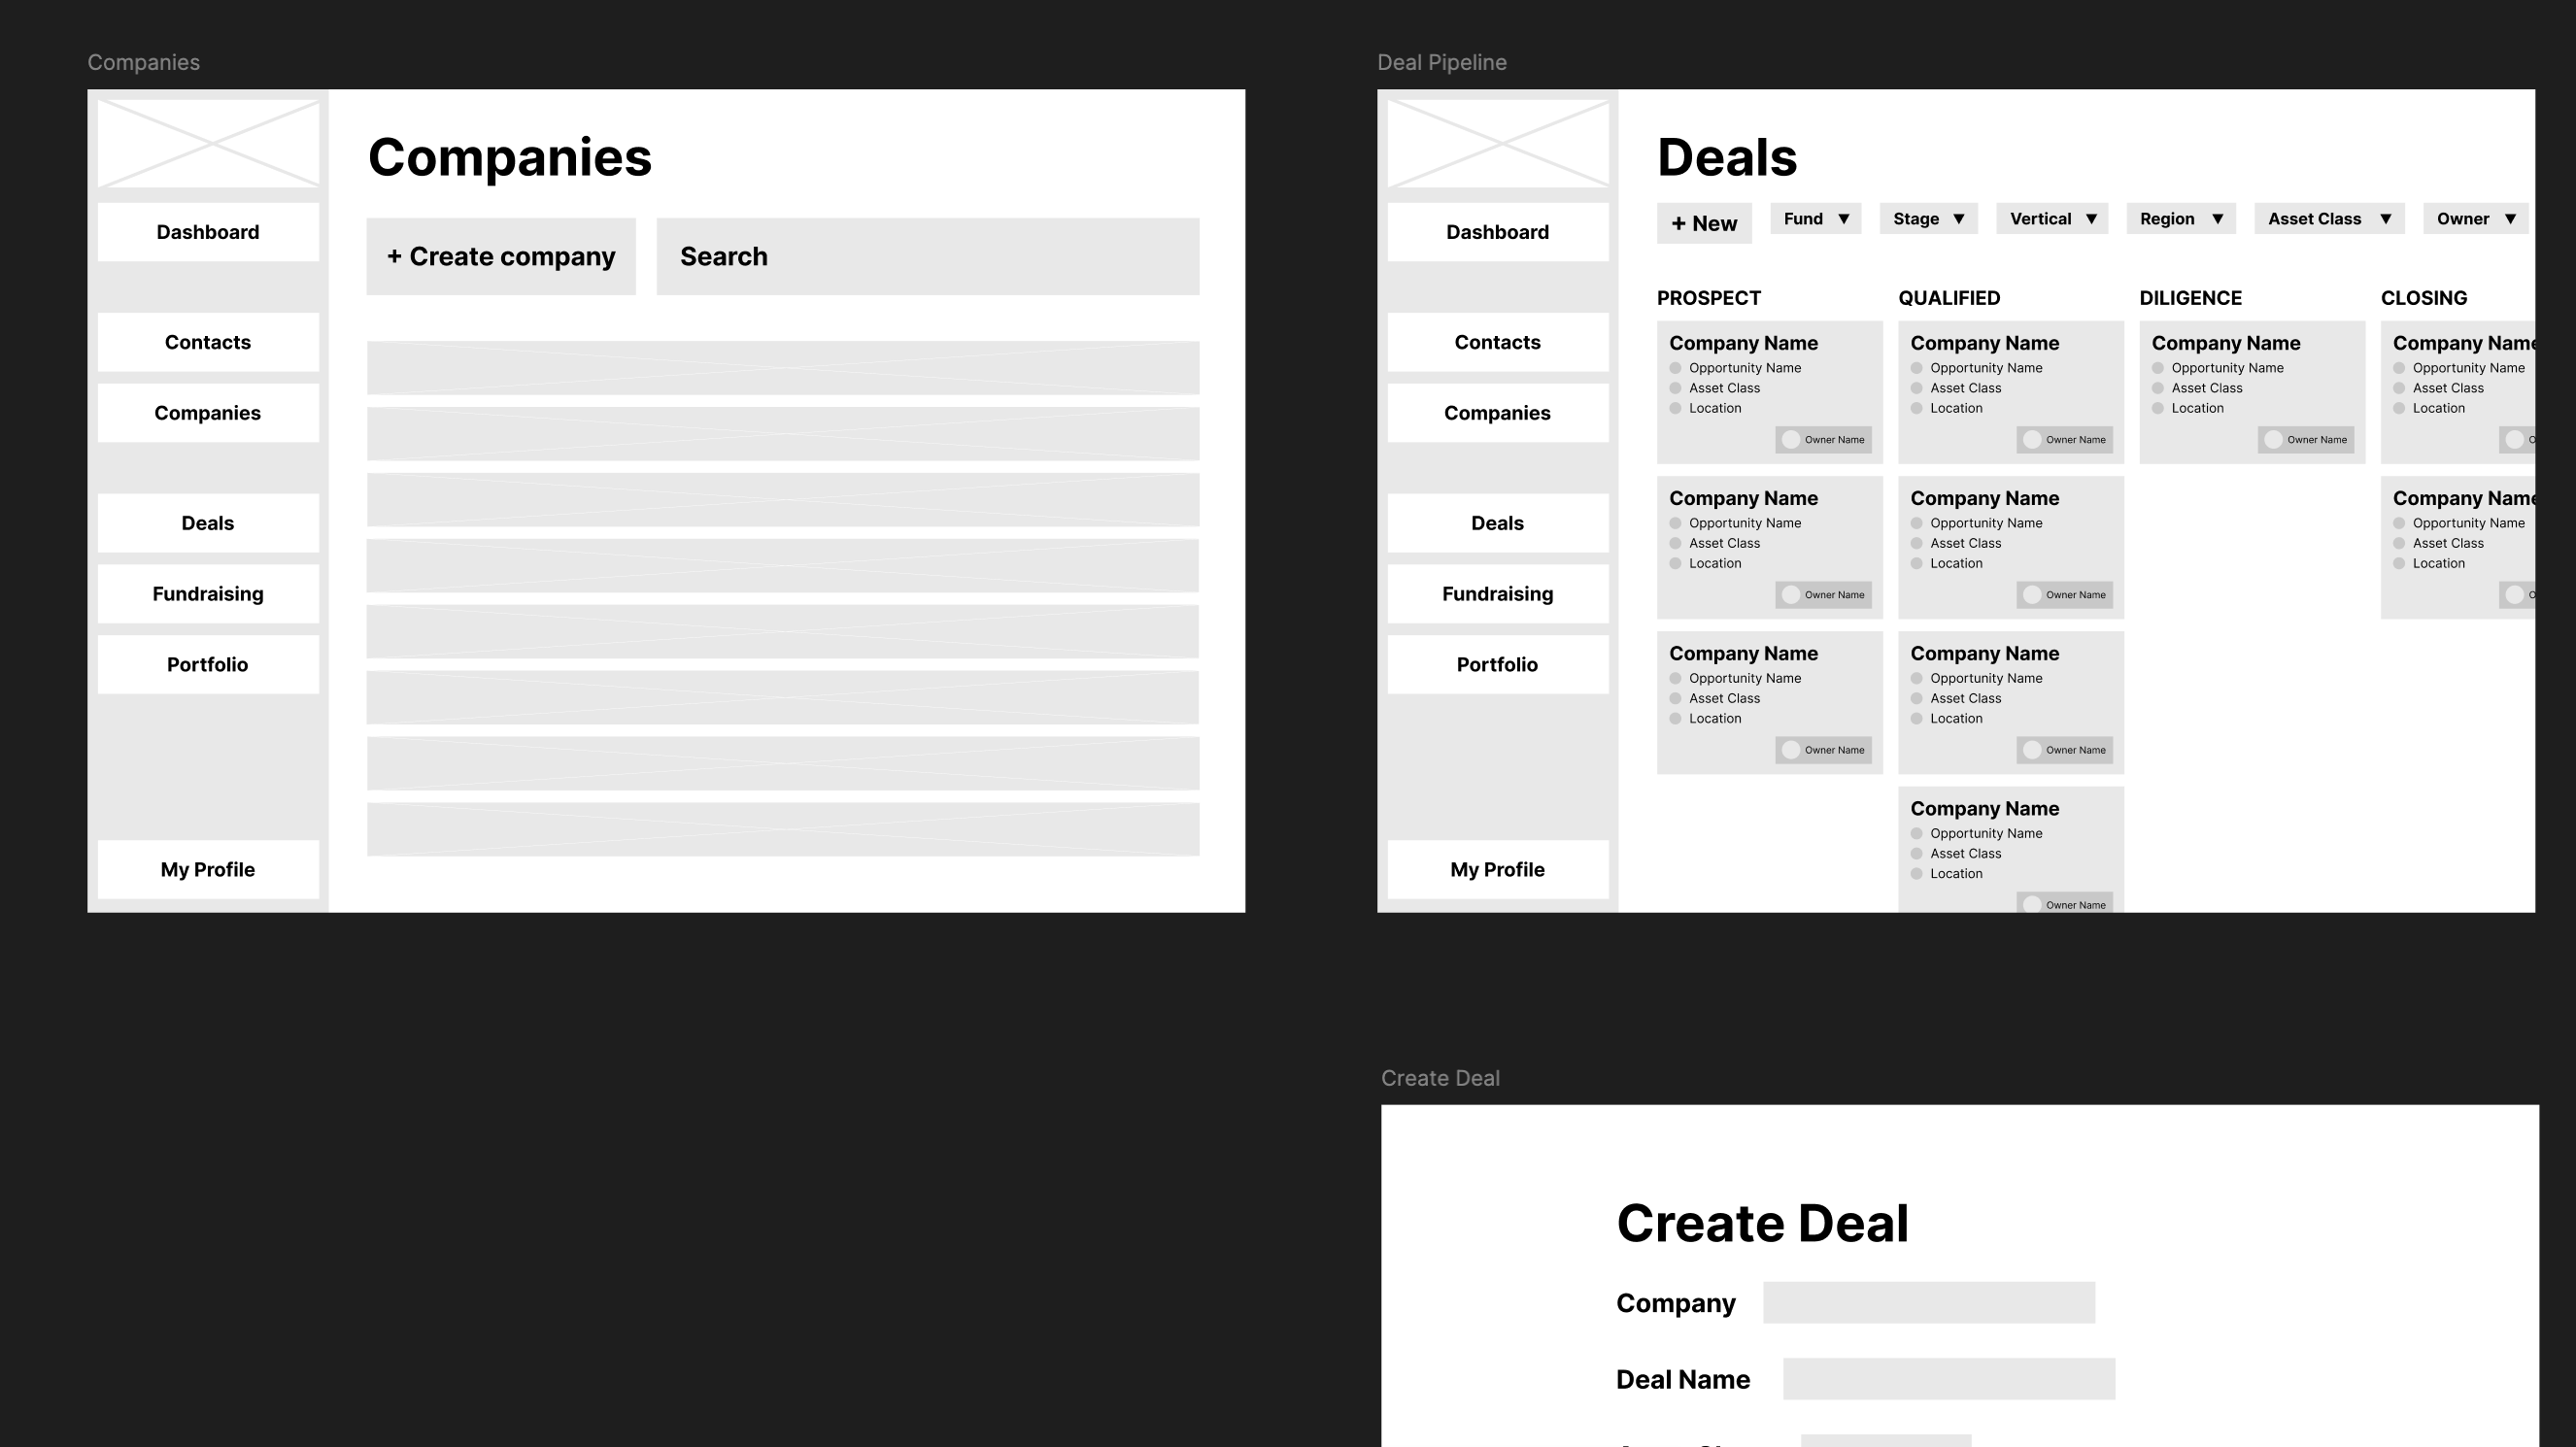 Companies
Dashboard
Contacts
Companies
Deals
Fundraising
Portfolio
My Profile
Companies
+ Create company
Search
Deal Pipeline
Dashboard
Contacts
Companies
Deals
Fundraising
Portfolio
My Profile
Deals
+ New
Fund ▼
Stage ▼
Vertical ▼
Region ▼
Asset Class ▼
Owner ▼
PROSPECT
Company Name
Opportunity Name
Asset Class
Location
Owner Name
Company Name
Opportunity Name
Asset Class
Location
Owner Name
Company Name
Opportunity Name
Asset Class
Location
Owner Name
QUALIFIED
Company Name
Opportunity Name
Asset Class
Location
Owner Name
Company Name
Opportunity Name
Asset Class
Location
Owner Name
Company Name
Opportunity Name
Asset Class
Location
Owner Name
Company Name
Opportunity Name
Asset Class
Location
Owner Name
DILIGENCE
Company Name
Opportunity Name
Asset Class
Location
Owner Name
CLOSING
Company Name
Opportunity Name
Asset Class
Location
Company Name
Opportunity Name
Asset Class
Location
Create Deal
Create Deal
Company
Deal Name